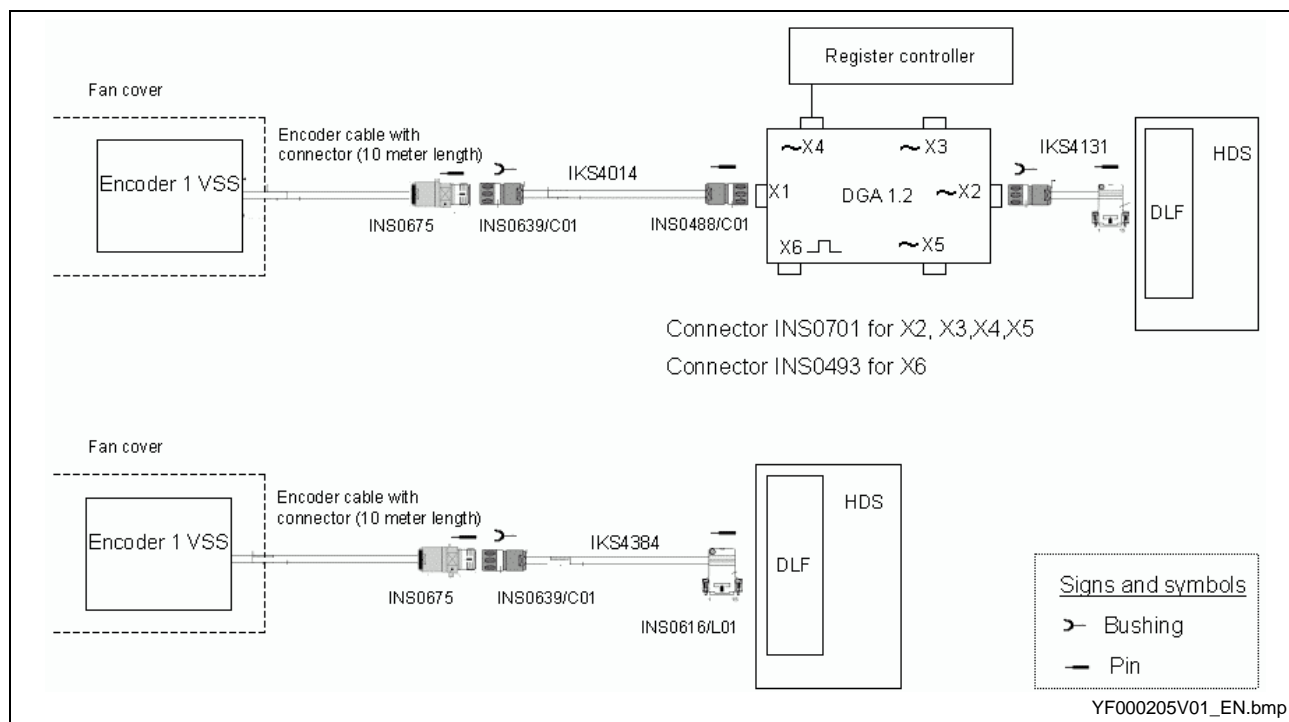 Register controller
Fan cover
Encoder cable with
connector (10 meter length)
Encoder 1 VSS
INS0675
INS0639/C01
IKS4014
INS0488/C01
X4
X3
X1
DGA 1.2
X2
X6
X5
IKS4131
HDS
DLF
Connector INS0701 for X2, X3,X4,X5
Connector INS0493 for X6
Fan cover
Encoder cable with
connector (10 meter length)
Encoder 1 VSS
INS0675
INS0639/C01
IKS4384
INS0616/L01
HDS
DLF
Signs and symbols
Bushing
Pin
YF000205V01_EN.bmp